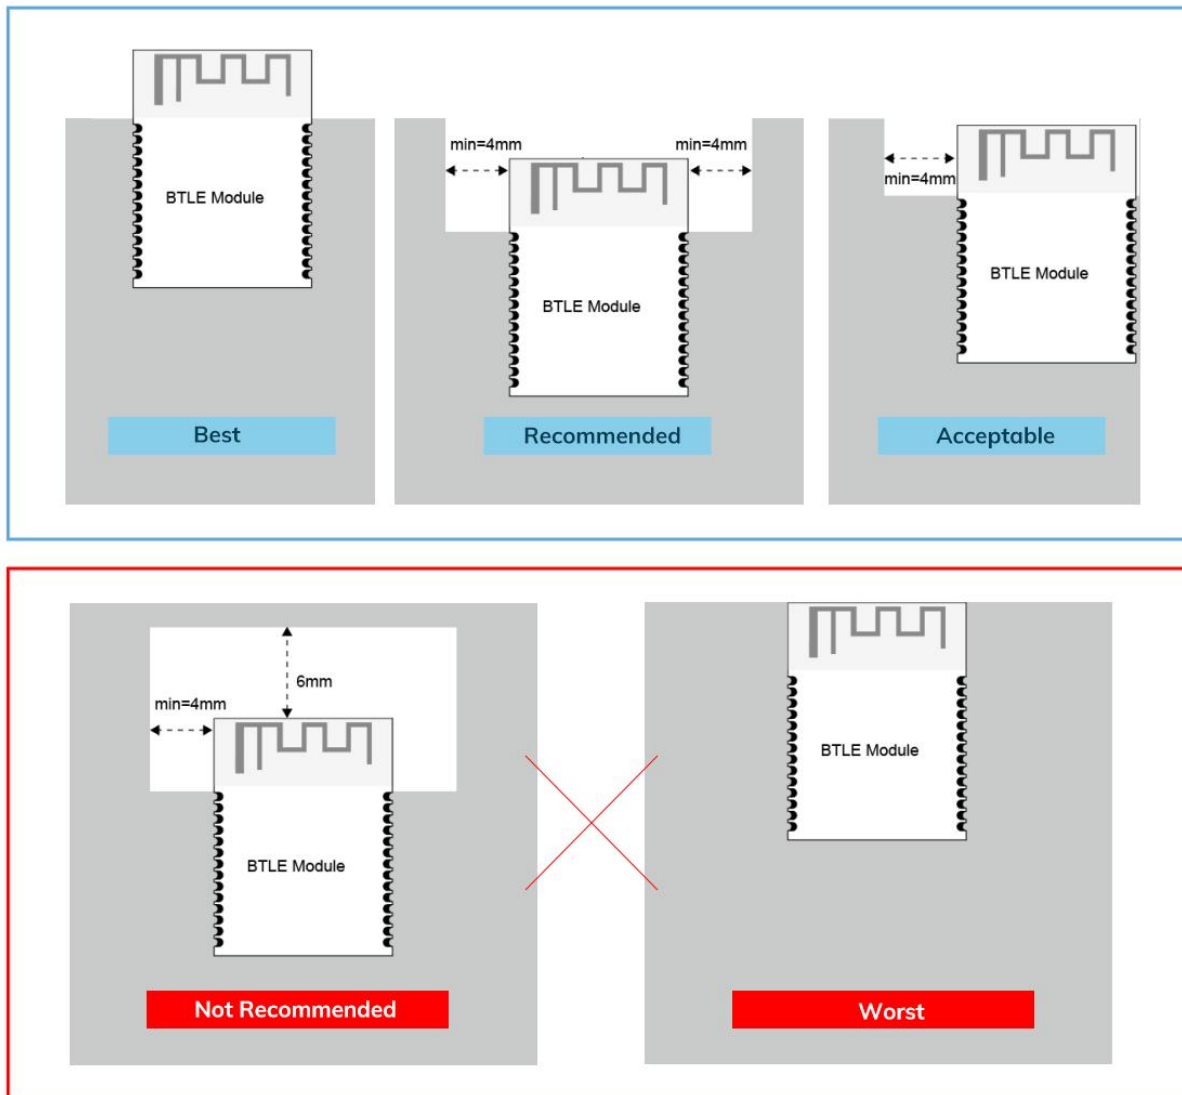 min=4mm
min=4mm
min=4mm
BTLE Module
BTLE Module
BTLE Module
Best
Recommended
Acceptable
6mm
min=4mm
BTLE Module
BTLE Module
Not Recommended
Worst